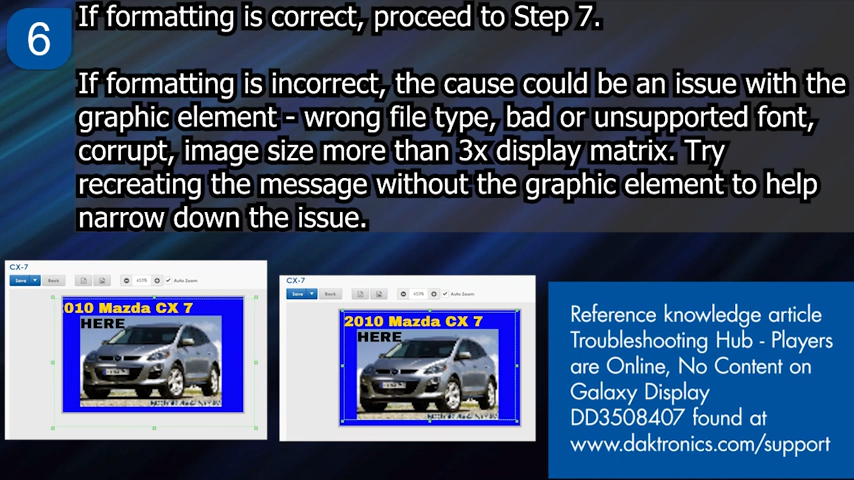 6
If formatting is correct, proceed to Step 7.
If formatting is incorrect, the cause could be an issue with the
graphic element - wrong file type, bad or unsupported font,
corrupt, image size more than 3x display matrix. Try
recreating the message without the graphic element to help
narrow down the issue.
CX-7
Save
Back
Auto Zoom
010 Mazda CX 7
HERE
CX-7
Save
Back
Auto Zoom
2010 Mazda CX 7
HERE
Reference knowledge article
Troubleshooting Hub - Players
are Online, No Content on
Galaxy Display
DD3508407 found at
www.daktronics.com/support